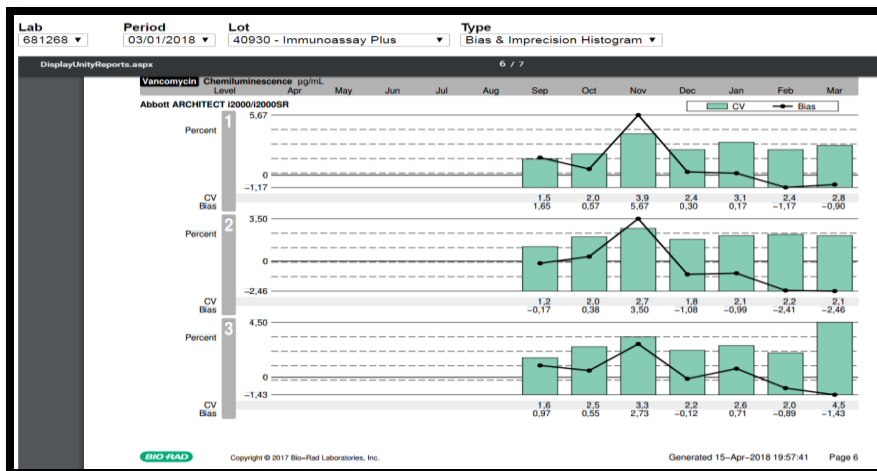 Lab Period Lot Type
681268 03/01/2018 40930 - Immunoassay Plus Bias & Imprecision Histogram
DisplayUnityReports.aspx 6 / 7
Vancomycin Chemiluminescence µg/mL
Level Apr May Jun Jul Aug Sep Oct Nov Dec Jan Feb Mar
Abbott ARCHITECT i2000/i2000SR CV Bias
1
5,67
Percent
0
−1,17
CV 1,5 2,0 3,9 2,4 3,1 2,4 2,8
Bias 1,65 0,57 5,67 0,30 0,17 −1,17 −0,90
2
3,50
Percent
0
−2,46
CV 1,2 2,0 2,7 1,8 2,1 2,2 2,1
Bias −0,17 0,38 3,50 −1,08 −0,99 −2,41 −2,46
3
4,50
Percent
0
−1,43
CV 1,6 2,5 3,3 2,2 2,6 2,0 4,5
Bias 0,97 0,55 2,73 −0,12 0,71 −0,89 −1,43
BIO-RAD Copyright © 2017 Bio−Rad Laboratories, Inc. Generated 15−Apr−2018 19:57:41 Page 6